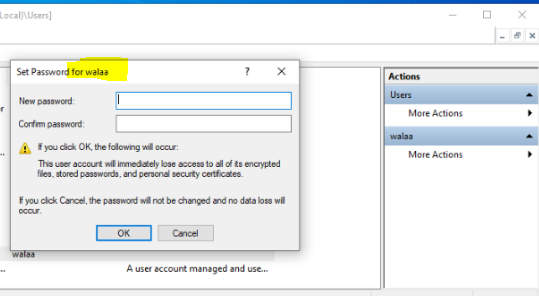 Local)\Users]
Set Password for walaa
?
New password:
Confirm password:
If you click OK, the following will occur:
This user account will immediately lose access to all of its encrypted
files, stored passwords, and personal security certificates.
If you click Cancel, the password will not be changed and no data loss will
occur.
OK
Cancel
walaa
A user account managed and use...
Actions
Users
More Actions
walaa
More Actions